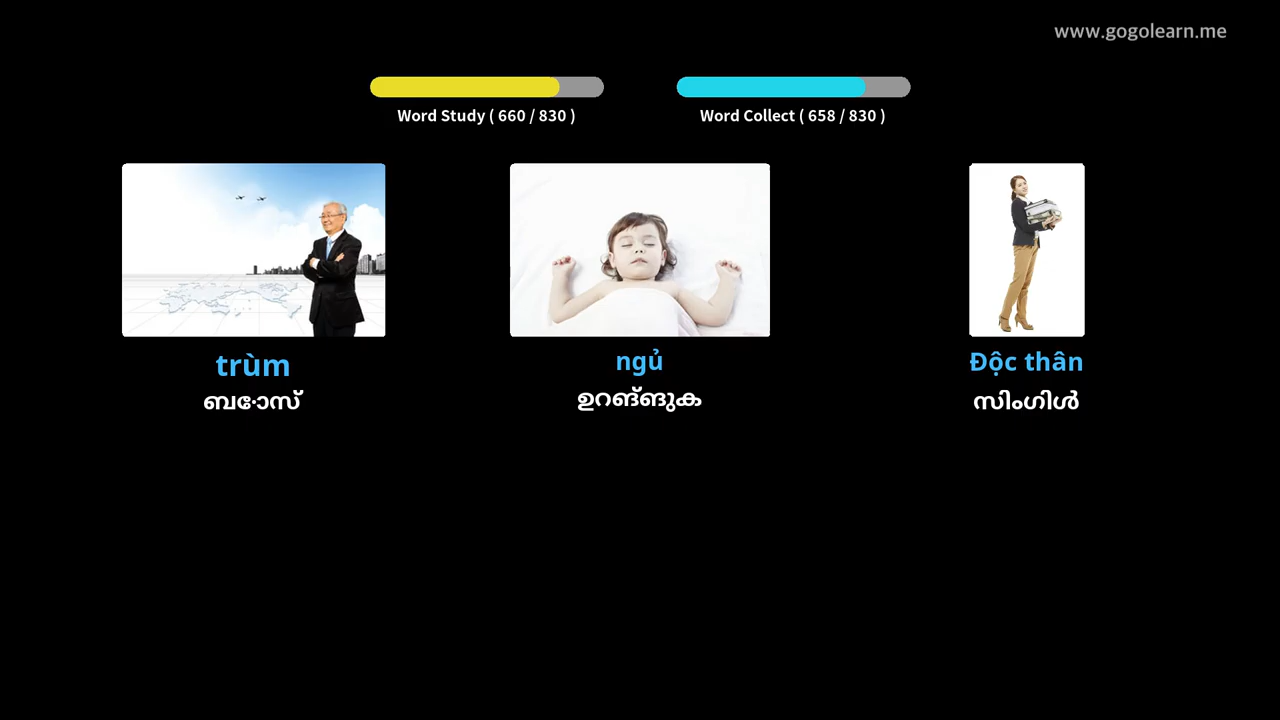 www.gogolearn.me
Word Study ( 660 / 830 )
Word Collect ( 658 / 830 )
trùm
ngủ
Độc thân
ബോസ്
ഉറങ്ങുക
സിംഗിൾ